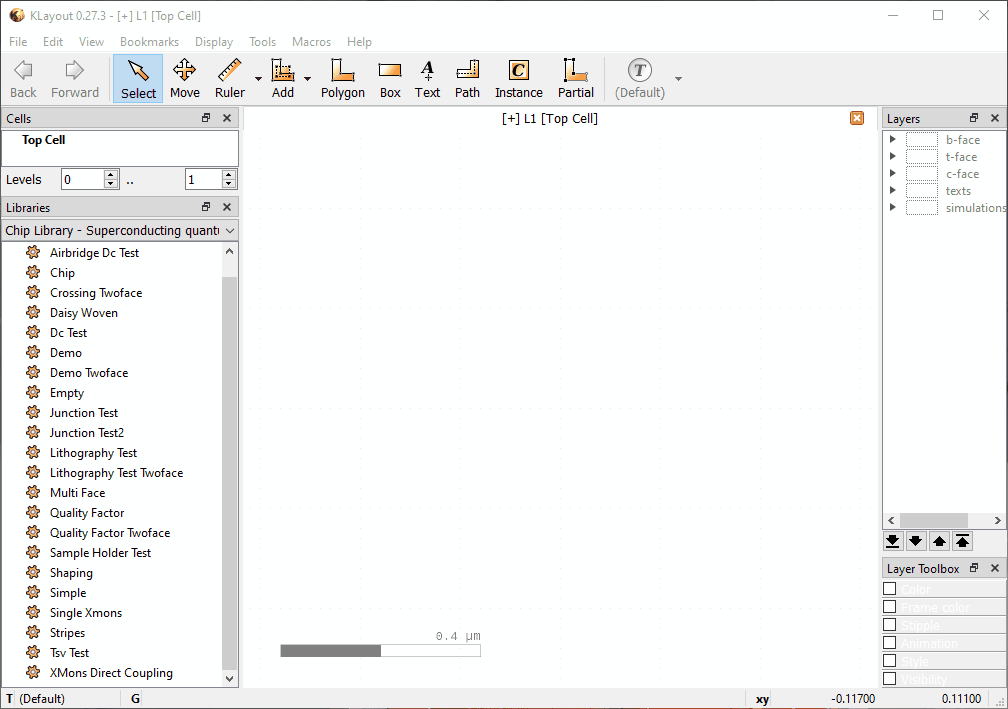 KLayout 0.27.3 - [+] L1 [Top Cell]
File Edit View Bookmarks Display Tools Macros Help
Back Forward Select Move Ruler Add Polygon Box Text Path Instance Partial (Default)
Cells
Top Cell
Levels 0 .. 1
Libraries
Chip Library - Superconducting quant
Airbridge Dc Test
Chip
Crossing Twoface
Daisy Woven
Dc Test
Demo
Demo Twoface
Empty
Junction Test
Junction Test2
Lithography Test
Lithography Test Twoface
Multi Face
Quality Factor
Quality Factor Twoface
Sample Holder Test
Shaping
Simple
Single Xmons
Stripes
Tsv Test
XMons Direct Coupling
[+] L1 [Top Cell]
0.4 µm
Layers
b-face
t-face
c-face
texts
simulations
Layer Toolbox
Color
Frame color
Stipple
Animation
Style
Visibility
T (Default) G xy -0.11700 0.11100